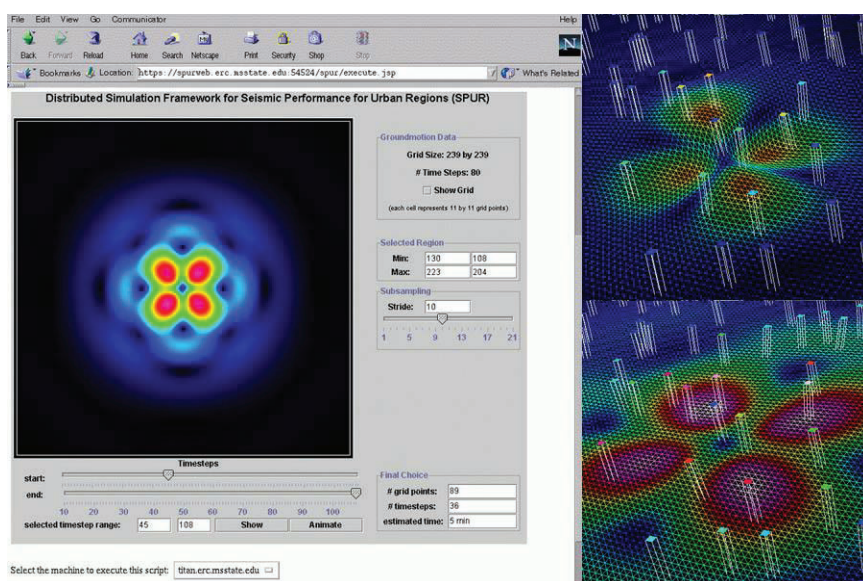 File Edit View Go Communicator Help
Back Forward Reload Home Search Netscape Print Security Shop Stop
N
Bookmarks Location: https://spurweb.erc.msstate.edu:54524/spur/execute.jsp What's Related
Distributed Simulation Framework for Seismic Performance for Urban Regions (SPUR)
Groundmotion Data
Grid Size: 239 by 239
# Time Steps: 80
Show Grid
(each cell represents 11 by 11 grid points)
Selected Region
Min: 130 108
Max: 223 204
Subsampling
Stride: 10
1 5 9 13 17 21
Timesteps
start:
end:
10 20 30 40 50 60 70 80 90 100
selected timestep range: 45 108 Show Animate
Final Choice
# grid points: 89
# timesteps: 36
estimated time: 5 min
Select the machine to execute this script: titan.erc.msstate.edu